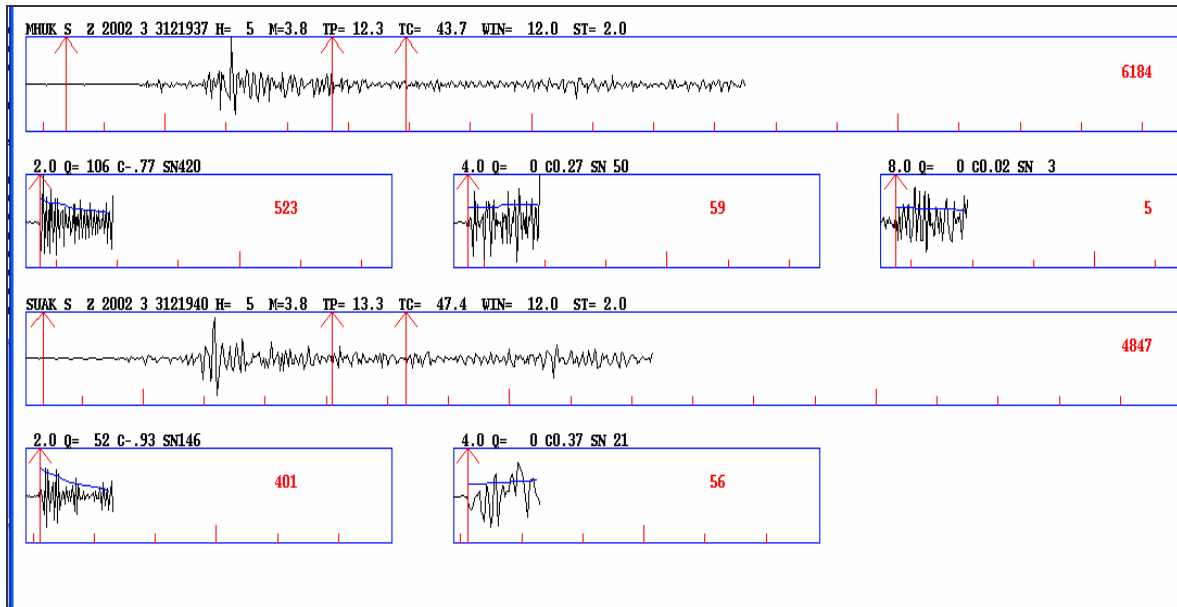 MHUK S  Z 2002 3 3121937 H=  5  M=3.8  TP= 12.3  TC=  43.7  WIN=  12.0  ST= 2.0
6184
2.0 Q= 106 C-.77 SN420
4.0 Q=   0 C0.27 SN 50
8.0 Q=   0 C0.02 SN  3
523
59
5
SUAK S  Z 2002 3 3121940 H=  5  M=3.8  TP= 13.3  TC=  47.4  WIN=  12.0  ST= 2.0
4847
2.0 Q=  52 C-.93 SN146
4.0 Q=   0 C0.37 SN 21
401
56